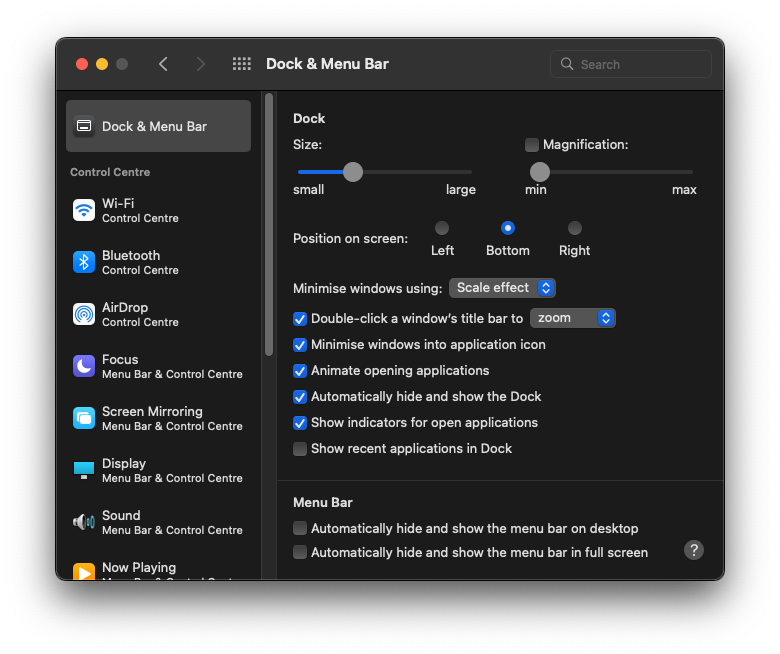 Dock & Menu Bar
Search
Dock & Menu Bar
Control Centre
Wi-Fi
Control Centre
Bluetooth
Control Centre
AirDrop
Control Centre
Focus
Menu Bar & Control Centre
Screen Mirroring
Menu Bar & Control Centre
Display
Menu Bar & Control Centre
Sound
Menu Bar & Control Centre
Now Playing
Menu Bar & Control Centre
Dock
Size:
Magnification:
small large
min max
Position on screen:
Left Bottom Right
Minimise windows using: Scale effect
Double-click a window's title bar to zoom
Minimise windows into application icon
Animate opening applications
Automatically hide and show the Dock
Show indicators for open applications
Show recent applications in Dock
Menu Bar
Automatically hide and show the menu bar on desktop
Automatically hide and show the menu bar in full screen
?